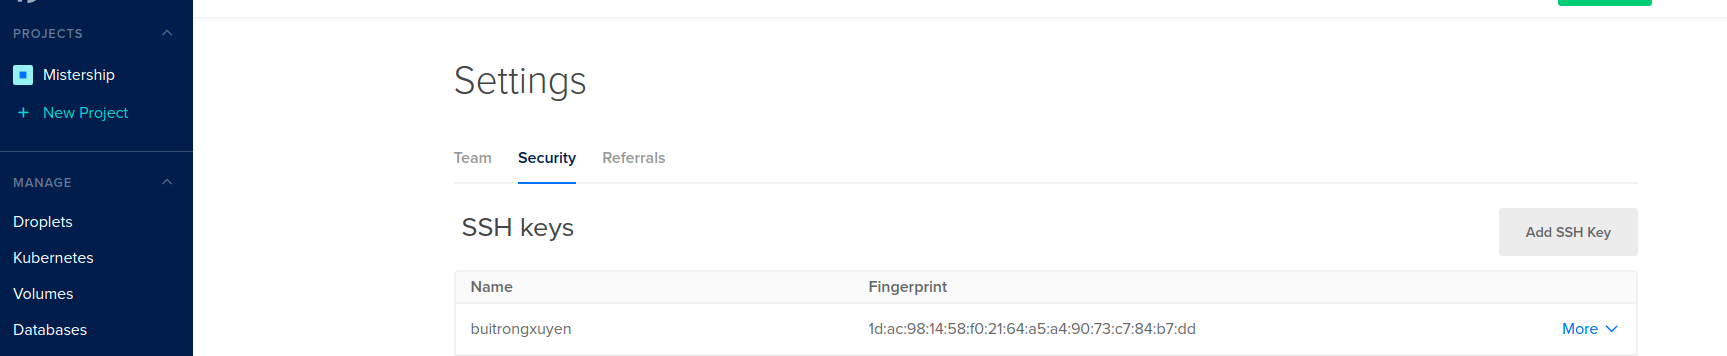 PROJECTS
Mistership
+ New Project
MANAGE
Droplets
Kubernetes
Volumes
Databases
Settings
Team Security Referrals
SSH keys
Add SSH Key
Name Fingerprint
buitrongxuyen 1d:ac:98:14:58:f0:21:64:a5:a4:90:73:c7:84:b7:dd More